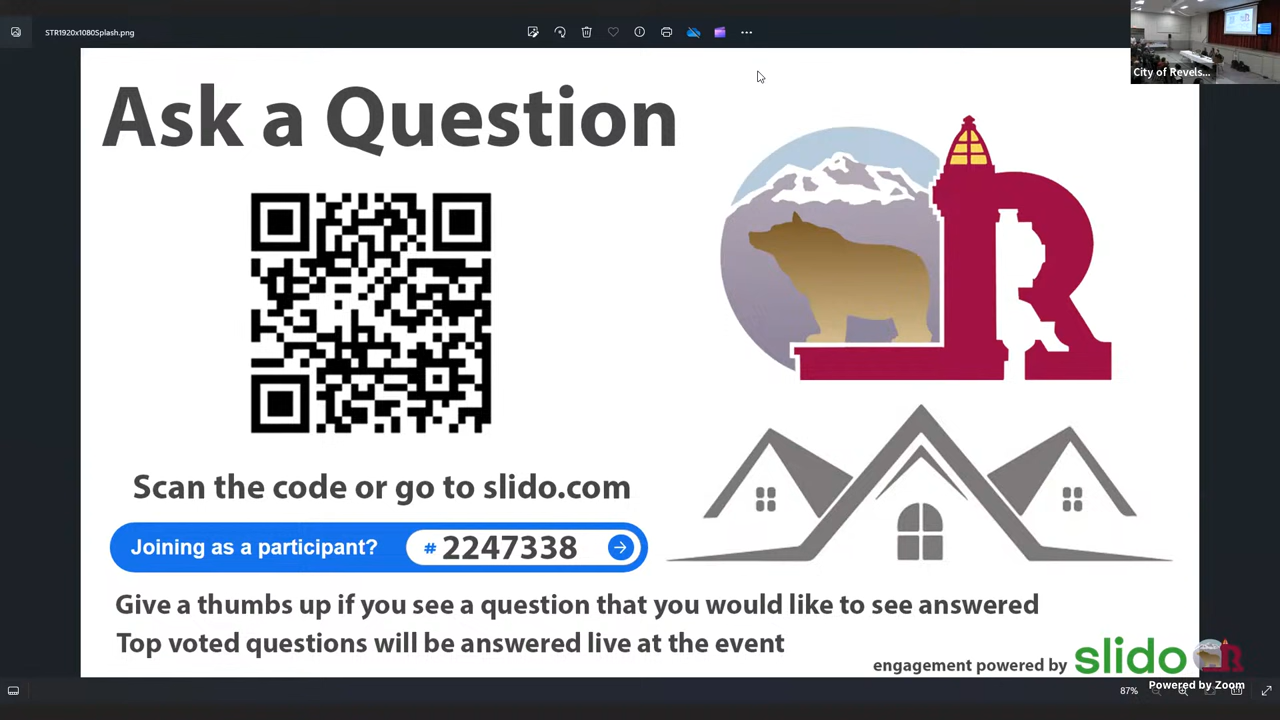 STR1920x1080Splash.png
City of Revels...
Ask a Question
R
Scan the code or go to slido.com
Joining as a participant? # 2247338
Give a thumbs up if you see a question that you would like to see answered
Top voted questions will be answered live at the event
engagement powered by slido
Powered by Zoom
87%